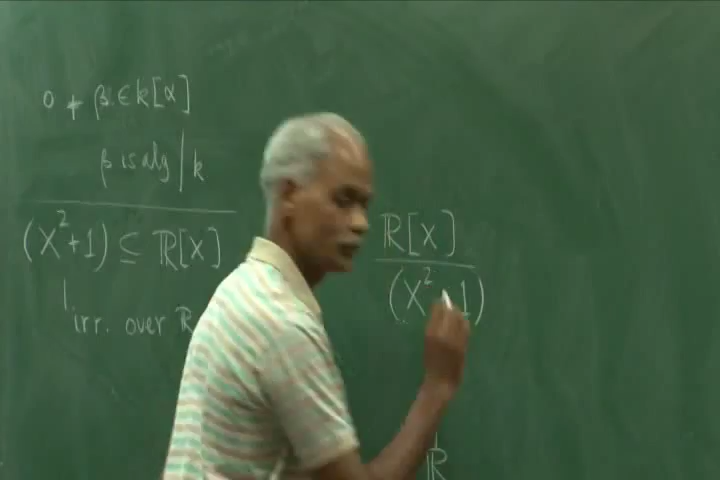 0 ≠ β ∈ k[α]
β is alg | k
(X²+1) ⊆ ℝ[X]
irr. over ℝ
ℝ[X]
(X² 1)
ℝ